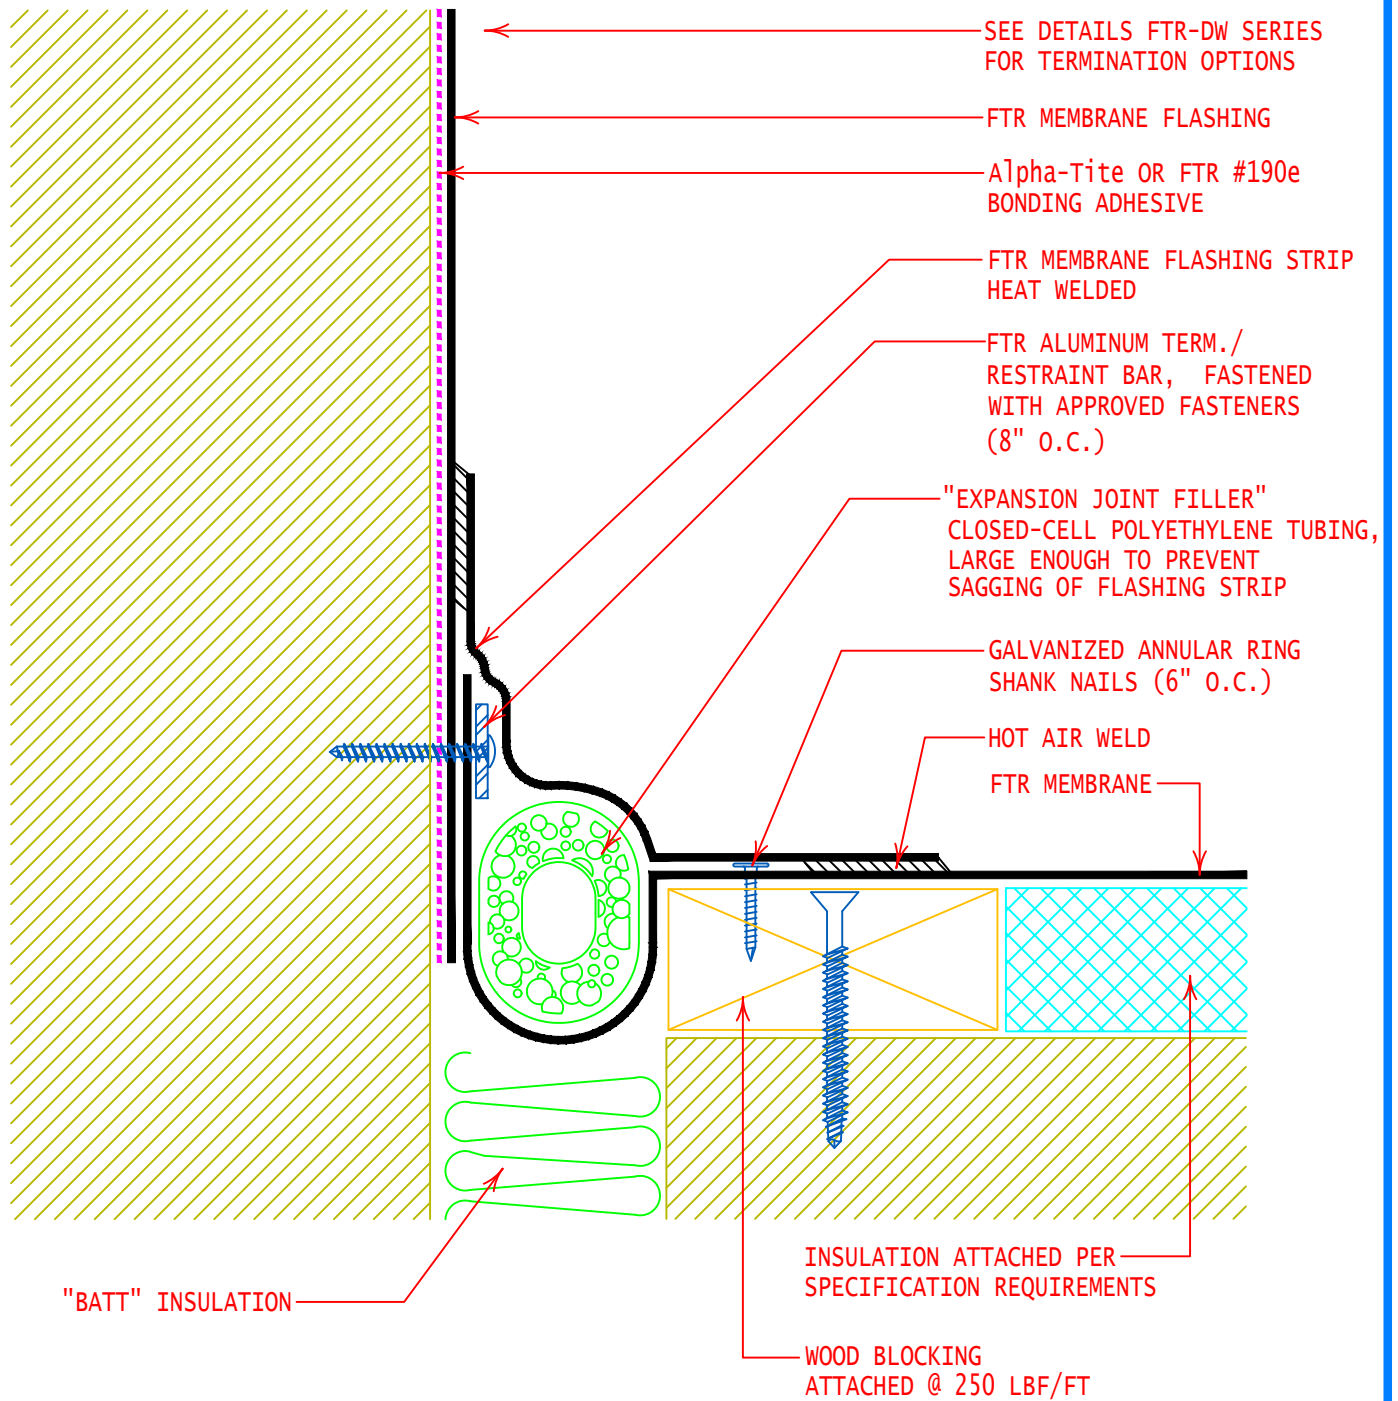 SEE DETAILS FTR-DW SERIES
FOR TERMINATION OPTIONS
FTR MEMBRANE FLASHING
Alpha-Tite OR FTR #190e
BONDING ADHESIVE
FTR MEMBRANE FLASHING STRIP
HEAT WELDED
FTR ALUMINUM TERM./
RESTRAINT BAR, FASTENED
WITH APPROVED FASTENERS
(8" O.C.)
"EXPANSION JOINT FILLER"
CLOSED-CELL POLYETHYLENE TUBING,
LARGE ENOUGH TO PREVENT
SAGGING OF FLASHING STRIP
GALVANIZED ANNULAR RING
SHANK NAILS (6" O.C.)
HOT AIR WELD
FTR MEMBRANE
INSULATION ATTACHED PER
SPECIFICATION REQUIREMENTS
"BATT" INSULATION
WOOD BLOCKING
ATTACHED @ 250 LBF/FT